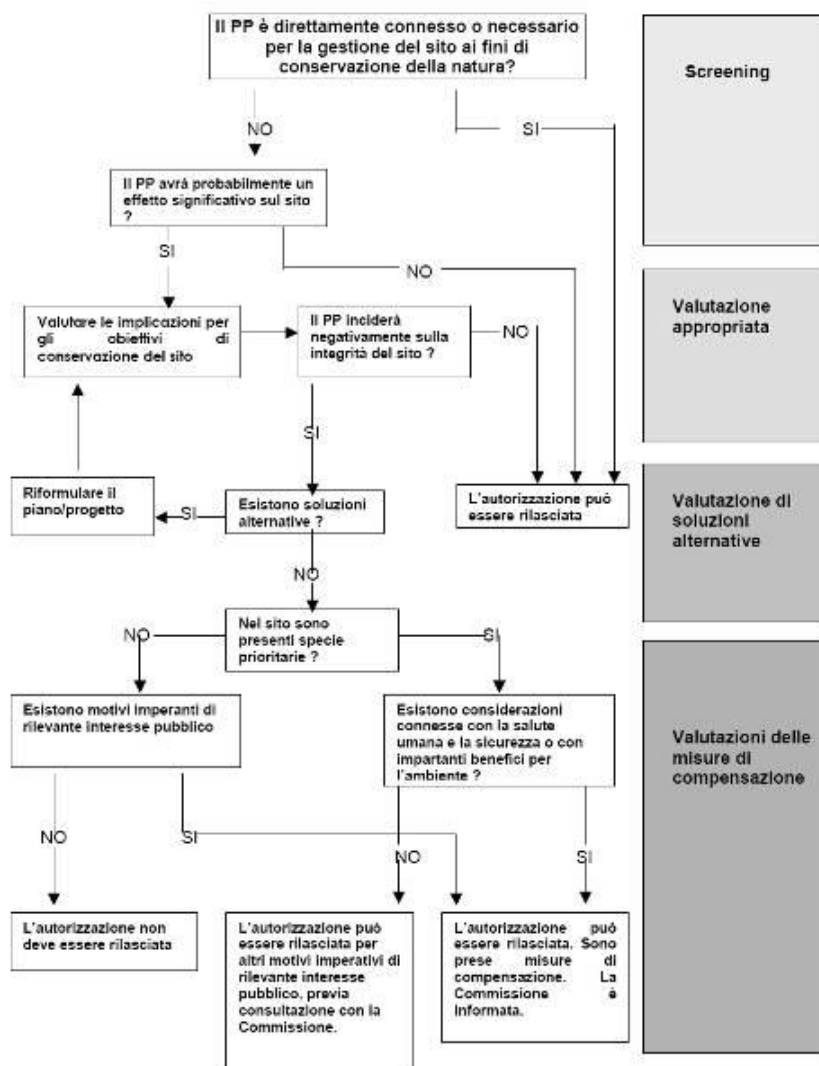 Il PP è direttamente connesso o necessario
per la gestione del sito ai fini di
conservazione della natura?
Screening
NO
SI
Il PP avrà probabilmente un
effetto significativo sul sito
?
SI
NO
Valutare le implicazioni per
gli obiettivi di
conservazione del sito
Il PP inciderà
negativamente sulla
integrità del sito ?
NO
Valutazione
appropriata
SI
Riformulare il
piano/progetto
SI
Esistono soluzioni
alternative ?
L'autorizzazione può
essere rilasciata
Valutazione di
soluzioni
alternative
NO
Nel sito sono
presenti specie
prioritarie ?
NO
SI
Esistono motivi imperanti di
rilevante interesse pubblico
Esistono considerazioni
connesse con la salute
umana e la sicurezza o con
impartanti benefici per
l'ambiente ?
Valutazioni delle
misure di
compensazione
NO
SI
NO
SI
L'autorizzazione non
deve essere rilasciata
L'autorizzazione può
essere rilasciata per
altri motivi imperativi di
rilevante interesse
pubblico, previa
consultazione con la
Commissione.
L'autorizzazione può
essere rilasciata. Sono
prese misure di
compensazione. La
Commissione è
informata.